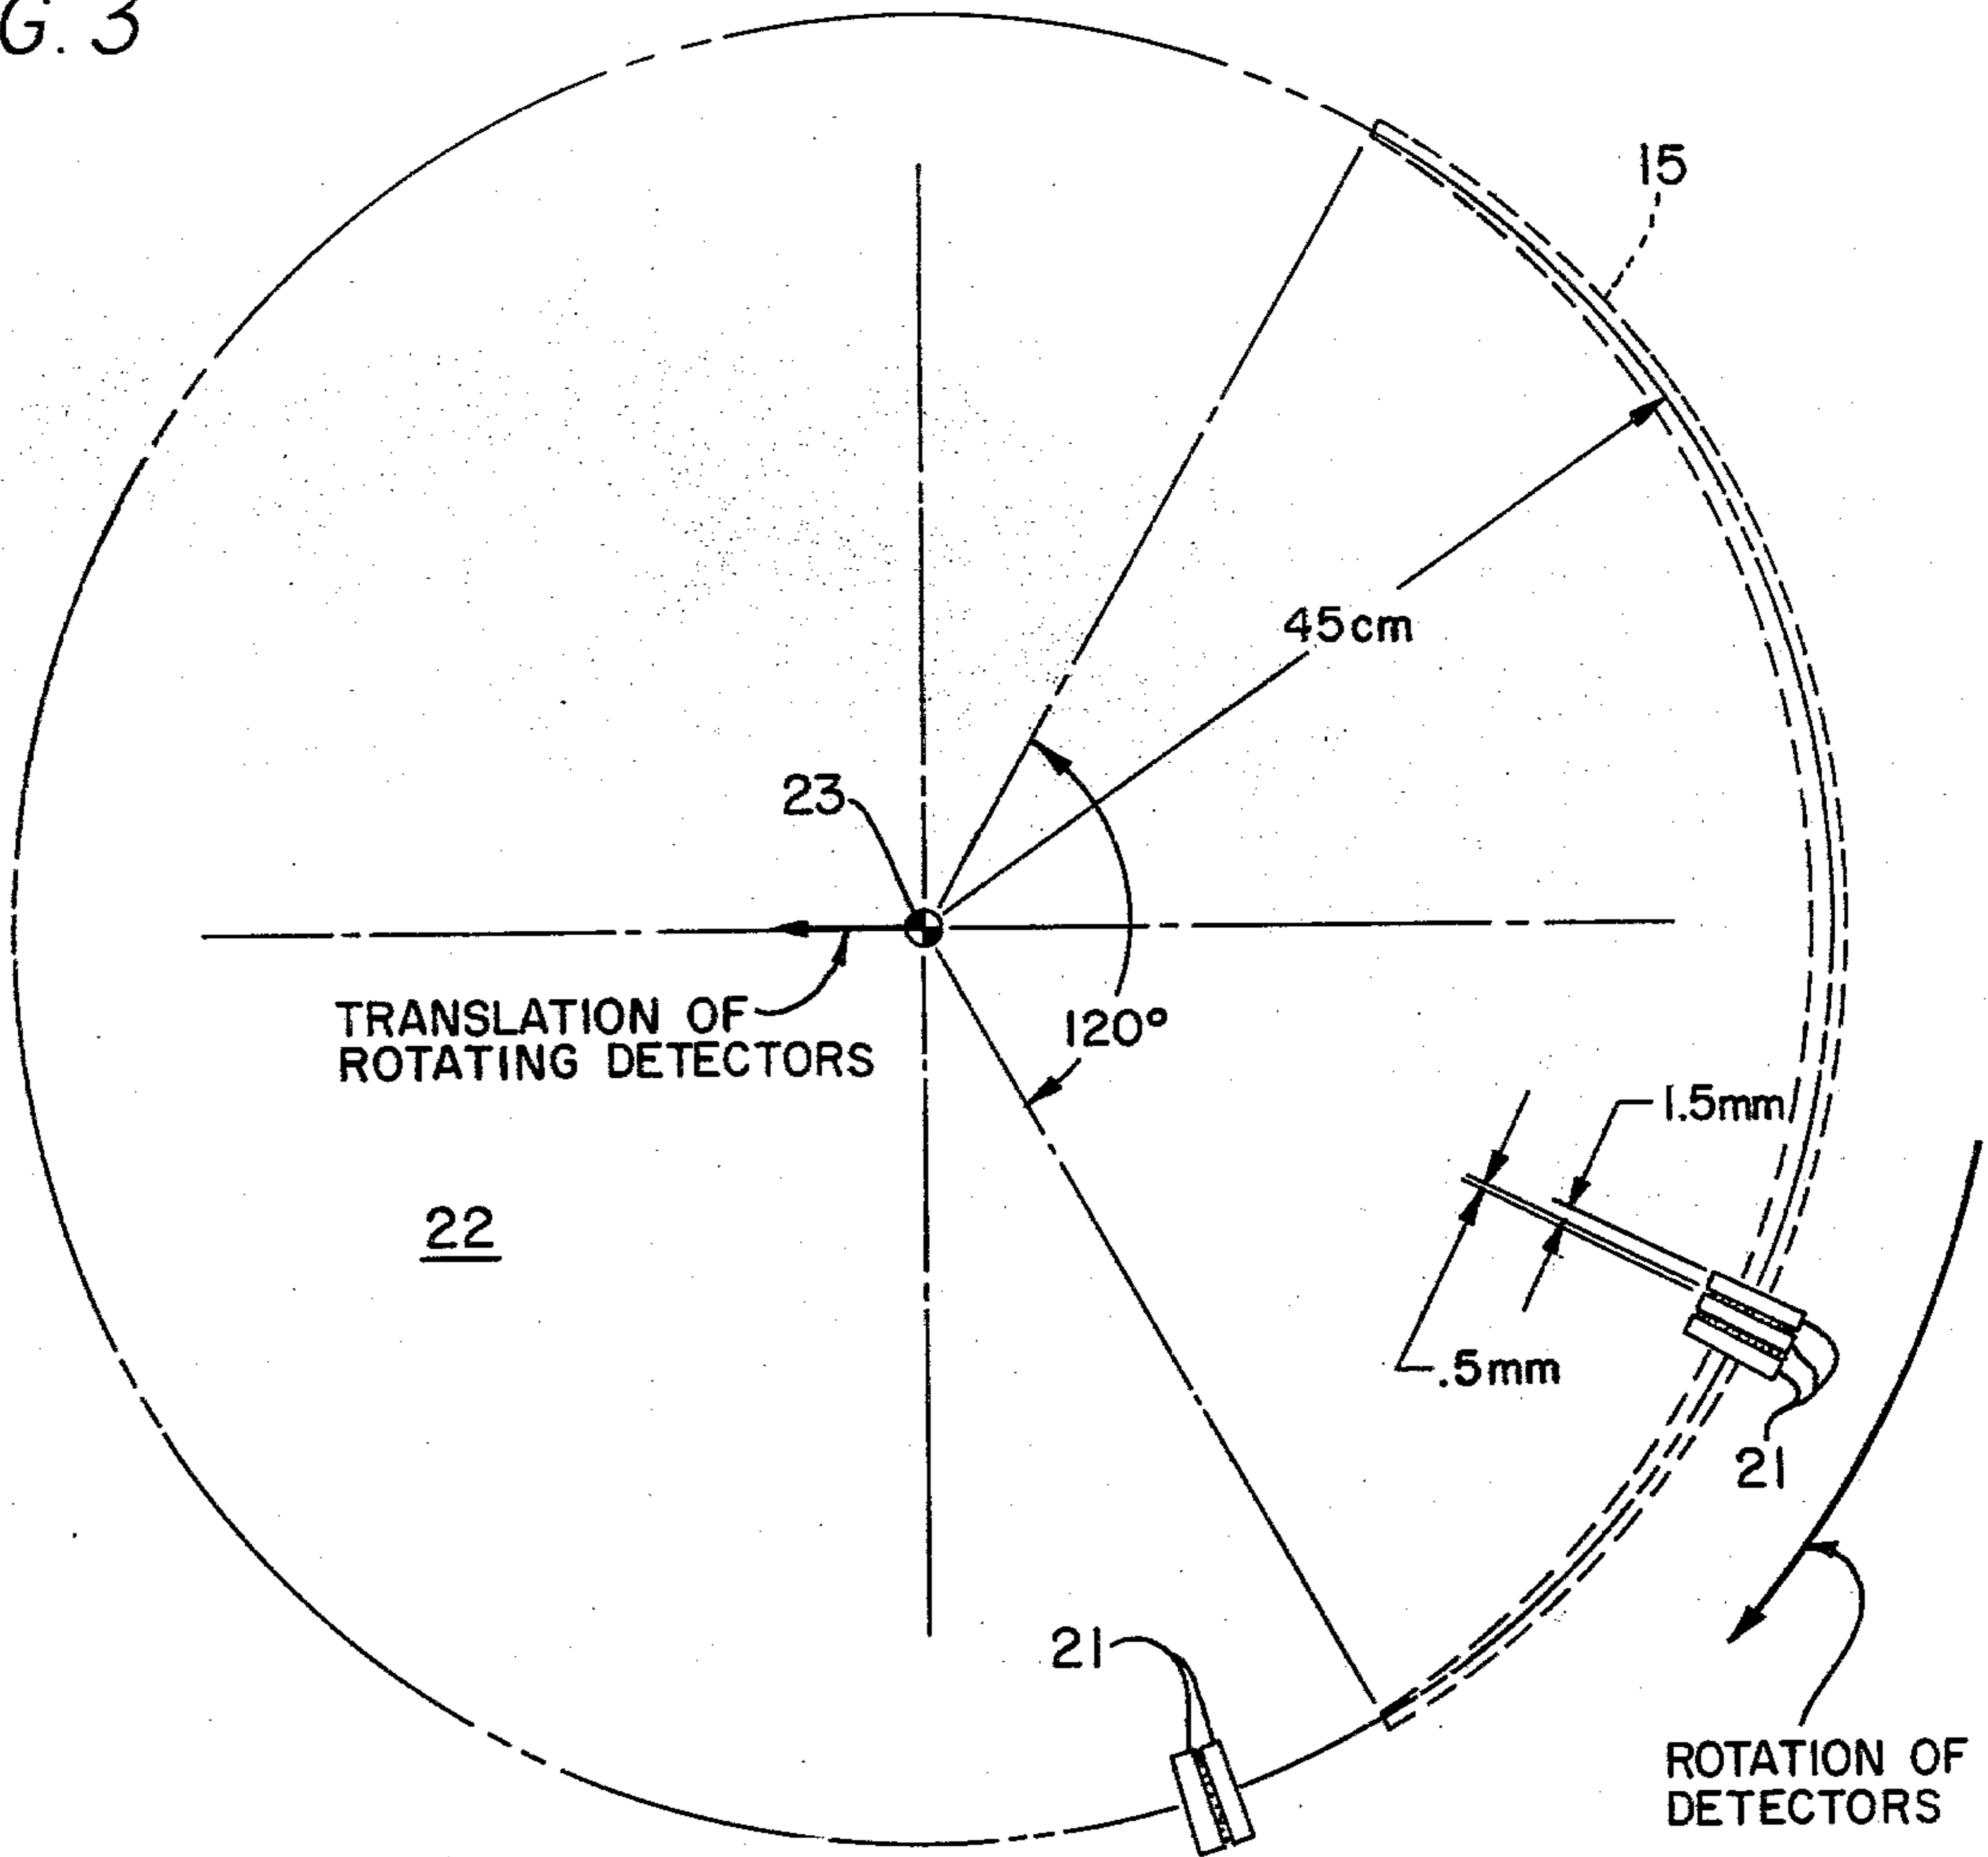 G. 3
15
45cm
23
TRANSLATION OF
ROTATING DETECTORS
120°
1.5mm
22
.5mm
21
21
ROTATION OF
DETECTORS